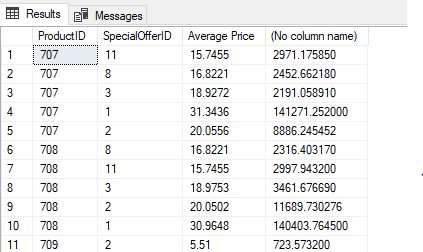 Results Messages
ProductID SpecialOfferID Average Price (No column name)
1 707 11 15.7455 2971.175850
2 707 8 16.8221 2452.662180
3 707 3 18.9272 2191.058910
4 707 1 31.3436 141271.252000
5 707 2 20.0556 8886.245452
6 708 8 16.8221 2316.403170
7 708 11 15.7455 2997.943200
8 708 3 18.9753 3461.676690
9 708 2 20.0502 11689.730276
10 708 1 30.9648 140403.764500
11 709 2 5.51 723.573200